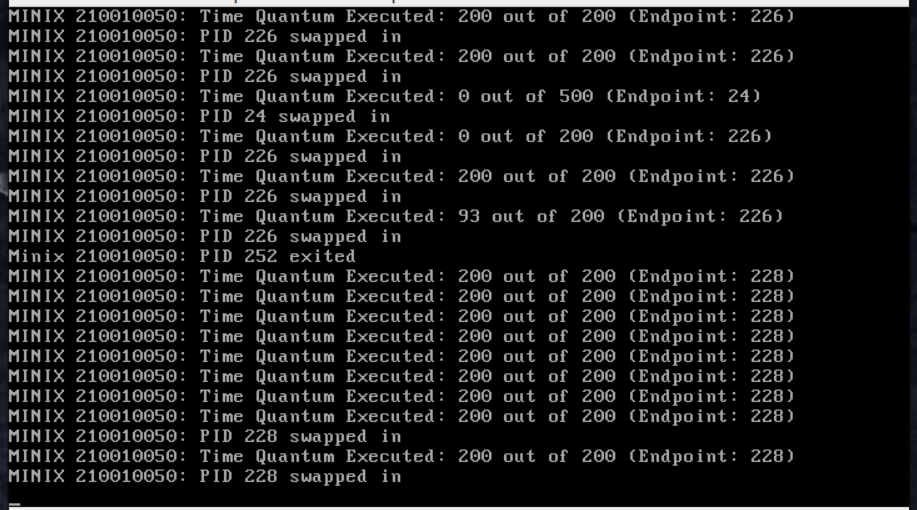 MINIX 210010050: Time Quantum Executed: 200 out of 200 (Endpoint: 226)
MINIX 210010050: PID 226 swapped in
MINIX 210010050: Time Quantum Executed: 200 out of 200 (Endpoint: 226)
MINIX 210010050: PID 226 swapped in
MINIX 210010050: Time Quantum Executed: 0 out of 500 (Endpoint: 24)
MINIX 210010050: PID 24 swapped in
MINIX 210010050: Time Quantum Executed: 0 out of 200 (Endpoint: 226)
MINIX 210010050: PID 226 swapped in
MINIX 210010050: Time Quantum Executed: 200 out of 200 (Endpoint: 226)
MINIX 210010050: PID 226 swapped in
MINIX 210010050: Time Quantum Executed: 93 out of 200 (Endpoint: 226)
MINIX 210010050: PID 226 swapped in
Minix 210010050: PID 252 exited
MINIX 210010050: Time Quantum Executed: 200 out of 200 (Endpoint: 228)
MINIX 210010050: Time Quantum Executed: 200 out of 200 (Endpoint: 228)
MINIX 210010050: Time Quantum Executed: 200 out of 200 (Endpoint: 228)
MINIX 210010050: Time Quantum Executed: 200 out of 200 (Endpoint: 228)
MINIX 210010050: Time Quantum Executed: 200 out of 200 (Endpoint: 228)
MINIX 210010050: Time Quantum Executed: 200 out of 200 (Endpoint: 228)
MINIX 210010050: Time Quantum Executed: 200 out of 200 (Endpoint: 228)
MINIX 210010050: Time Quantum Executed: 200 out of 200 (Endpoint: 228)
MINIX 210010050: PID 228 swapped in
MINIX 210010050: Time Quantum Executed: 200 out of 200 (Endpoint: 228)
MINIX 210010050: PID 228 swapped in